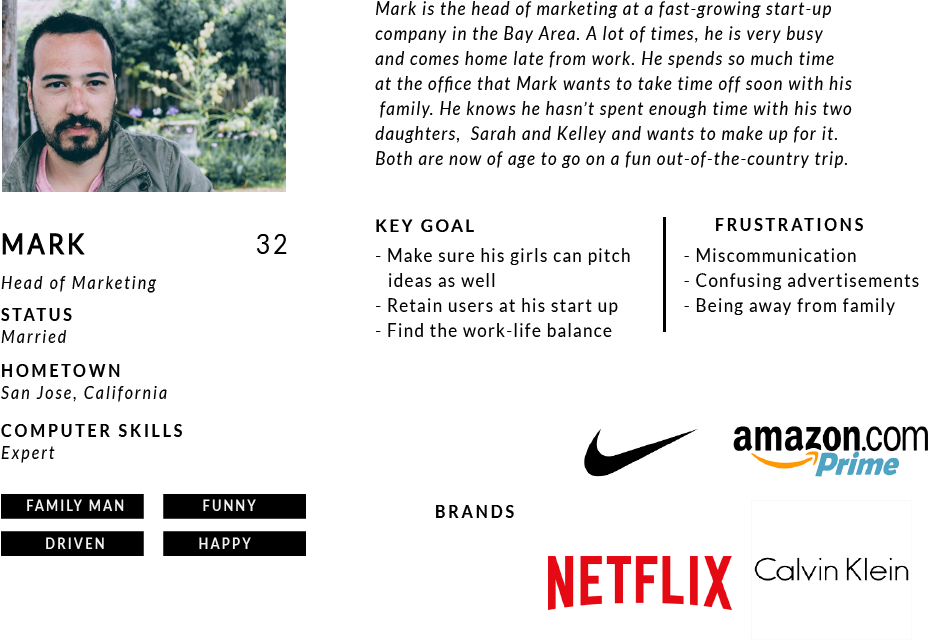 Mark is the head of marketing at a fast-growing start-up
company in the Bay Area. A lot of times, he is very busy
and comes home late from work. He spends so much time
at the office that Mark wants to take time off soon with his
family. He knows he hasn't spent enough time with his two
daughters, Sarah and Kelley and wants to make up for it.
Both are now of age to go on a fun out-of-the-country trip.
MARK 32
Head of Marketing
STATUS
Married
HOMETOWN
San Jose, California
COMPUTER SKILLS
Expert
FAMILY MAN FUNNY
DRIVEN HAPPY
KEY GOAL
- Make sure his girls can pitch
ideas as well
- Retain users at his start up
- Find the work-life balance
FRUSTRATIONS
- Miscommunication
- Confusing advertisements
- Being away from family
BRANDS
amazon.com
Prime
NETFLIX
Calvin Klein